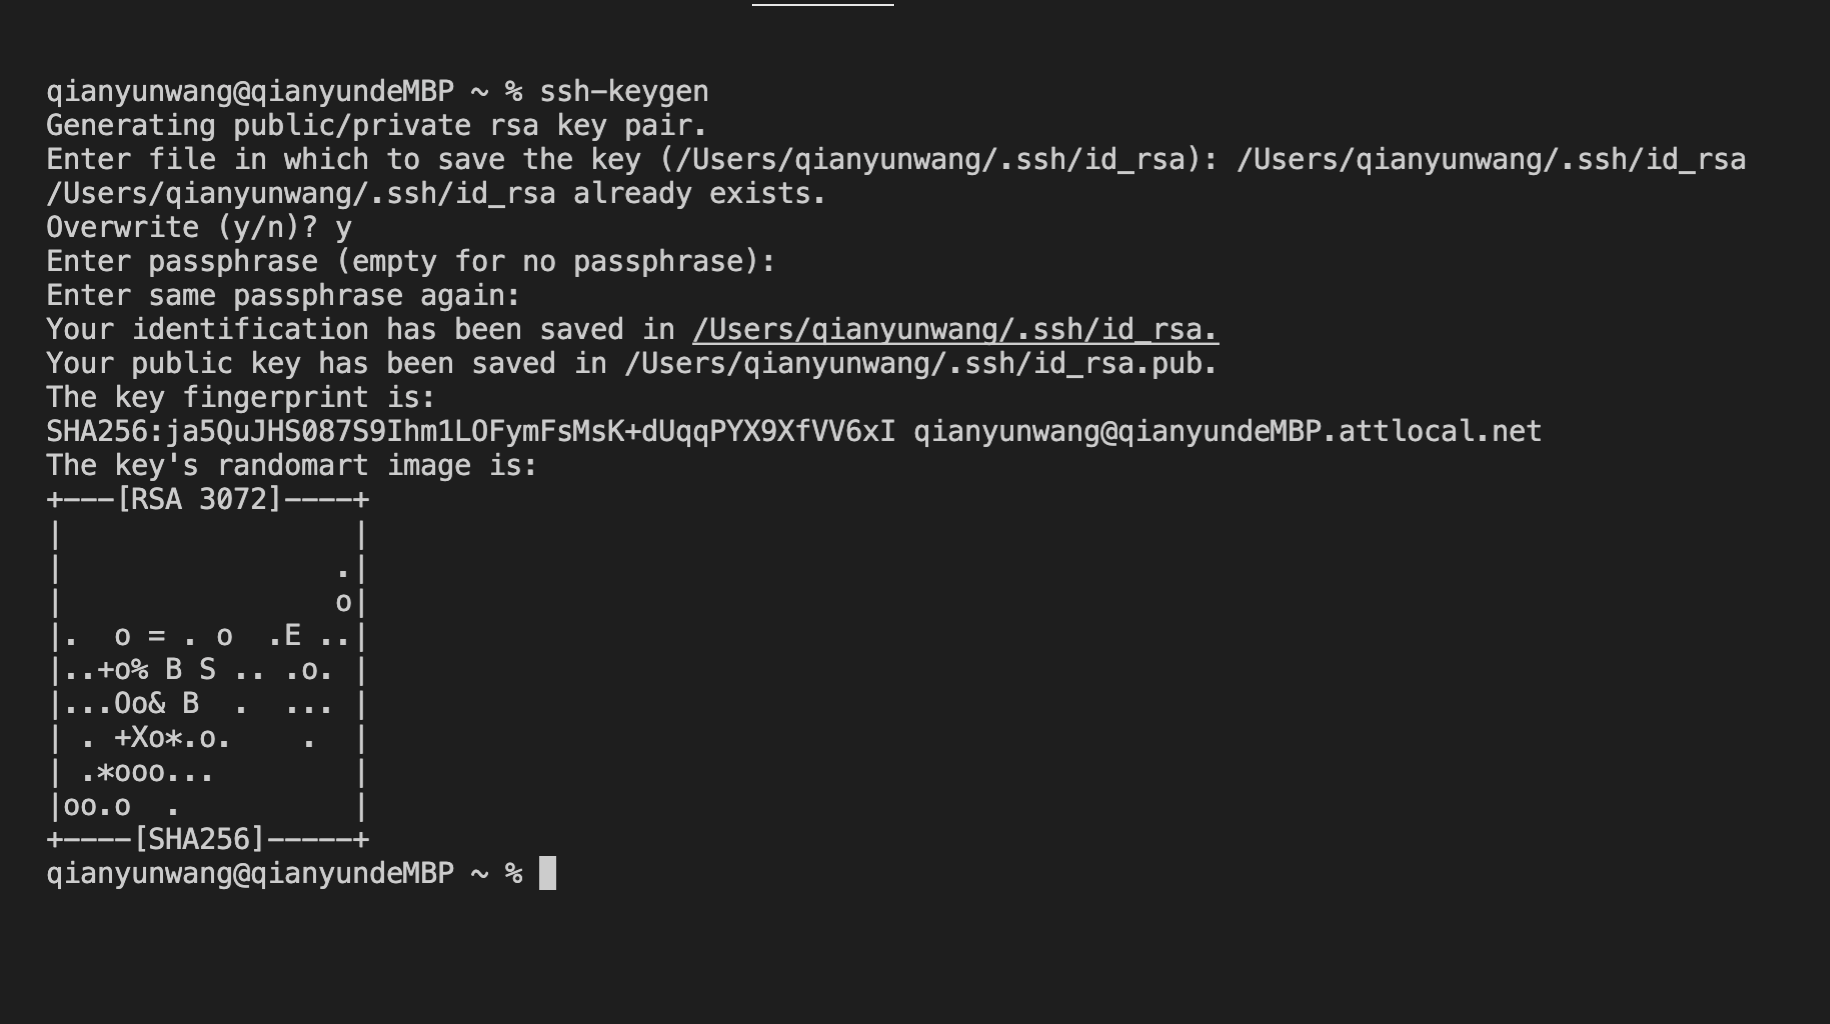 qianyunwang@qianyundeMBP ~ % ssh-keygen
Generating public/private rsa key pair.
Enter file in which to save the key (/Users/qianyunwang/.ssh/id_rsa): /Users/qianyunwang/.ssh/id_rsa
/Users/qianyunwang/.ssh/id_rsa already exists.
Overwrite (y/n)? y
Enter passphrase (empty for no passphrase):
Enter same passphrase again:
Your identification has been saved in /Users/qianyunwang/.ssh/id_rsa.
Your public key has been saved in /Users/qianyunwang/.ssh/id_rsa.pub.
The key fingerprint is:
SHA256:ja5QuJHS087S9Ihm1LOFymFsMsK+dUqqPYX9XfVV6xI qianyunwang@qianyundeMBP.attlocal.net
The key's randomart image is:
+---[RSA 3072]----+
|                 |
|                .|
|                o|
|.  o = . o  .E ..|
|..+o% B S .. .o. |
|...Oo& B  .  ... |
| . +Xo*.o.    .  |
| .*ooo...        |
|oo.o  .          |
+----[SHA256]-----+
qianyunwang@qianyundeMBP ~ %